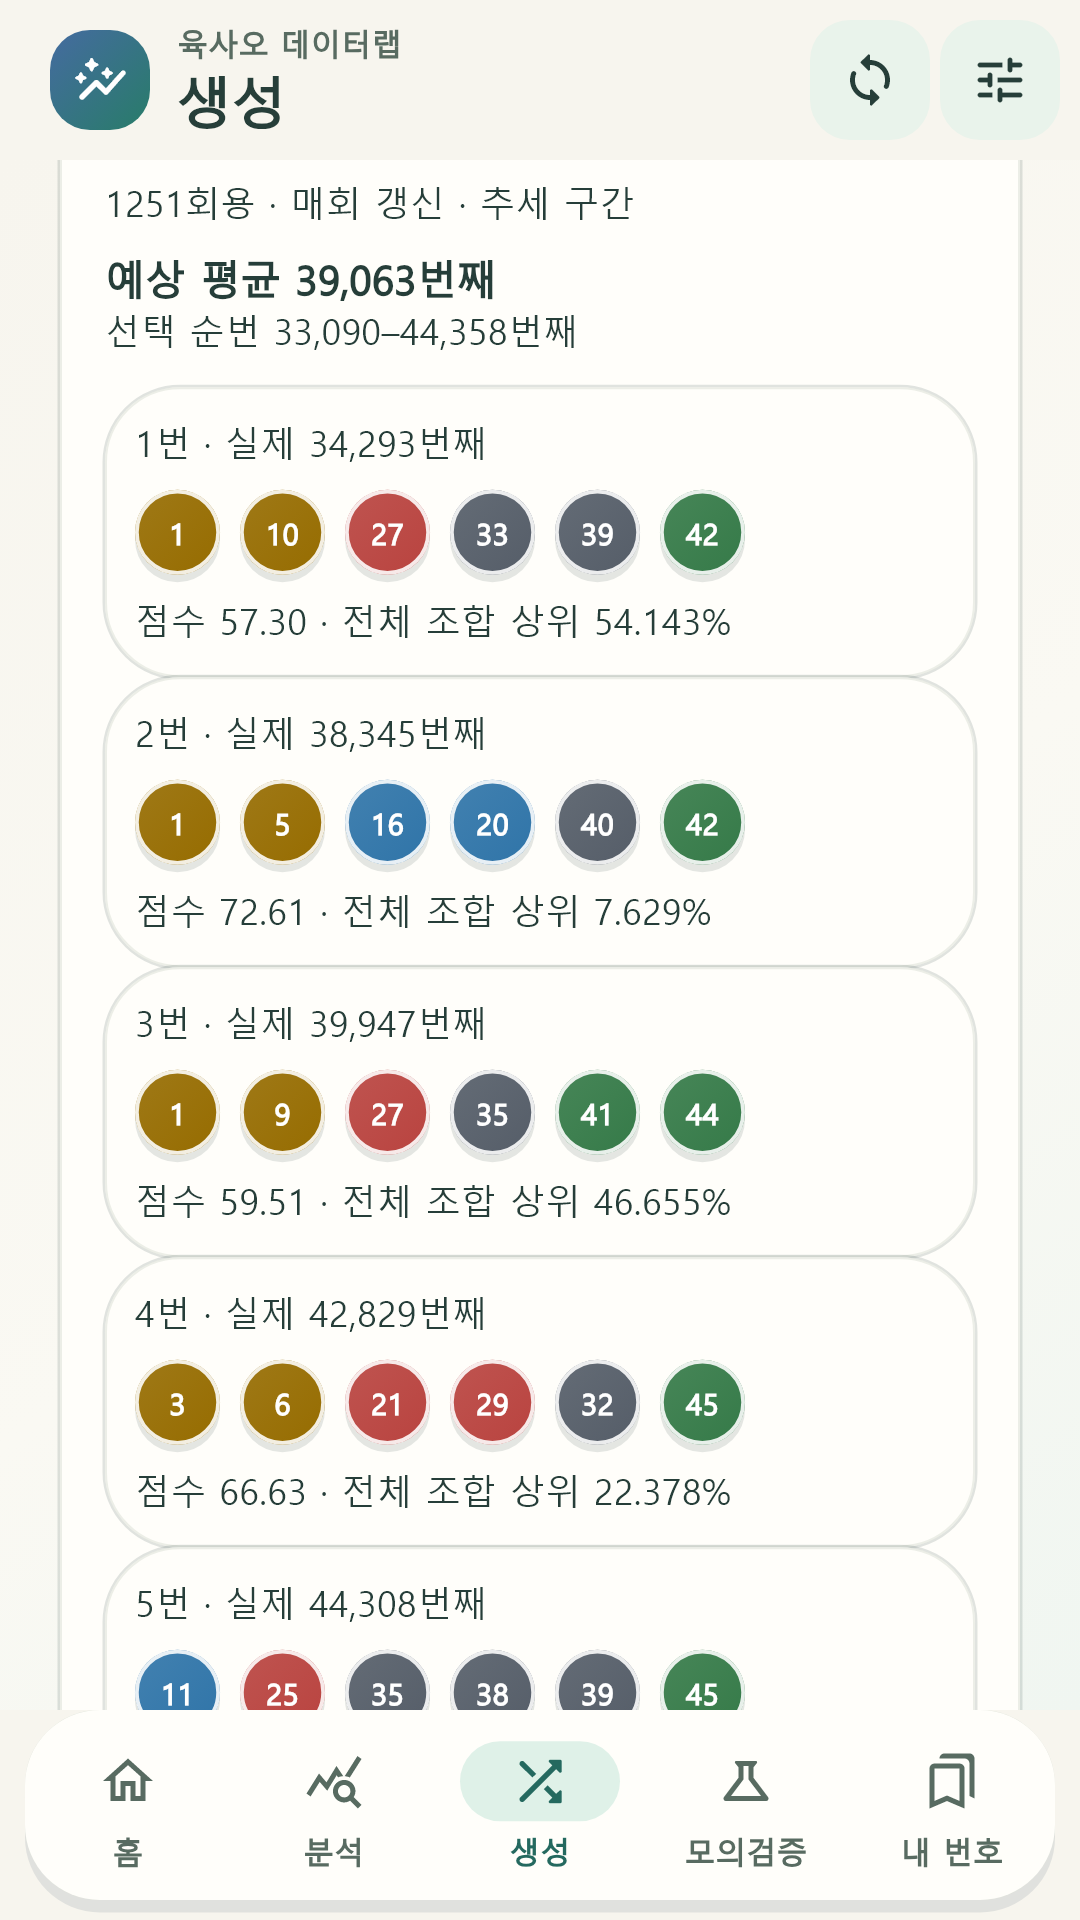 육사오 데이터랩
생성
1251회용 · 매회 갱신 · 추세 구간
예상 평균 39,063번째
선택 순번 33,090–44,358번째
1번 · 실제 34,293번째
1 10 27 33 39 42
점수 57.30 · 전체 조합 상위 54.143%
2번 · 실제 38,345번째
1 5 16 20 40 42
점수 72.61 · 전체 조합 상위 7.629%
3번 · 실제 39,947번째
1 9 27 35 41 44
점수 59.51 · 전체 조합 상위 46.655%
4번 · 실제 42,829번째
3 6 21 29 32 45
점수 66.63 · 전체 조합 상위 22.378%
5번 · 실제 44,308번째
11 25 35 38 39 45
홈 분석 생성 모의검증 내 번호